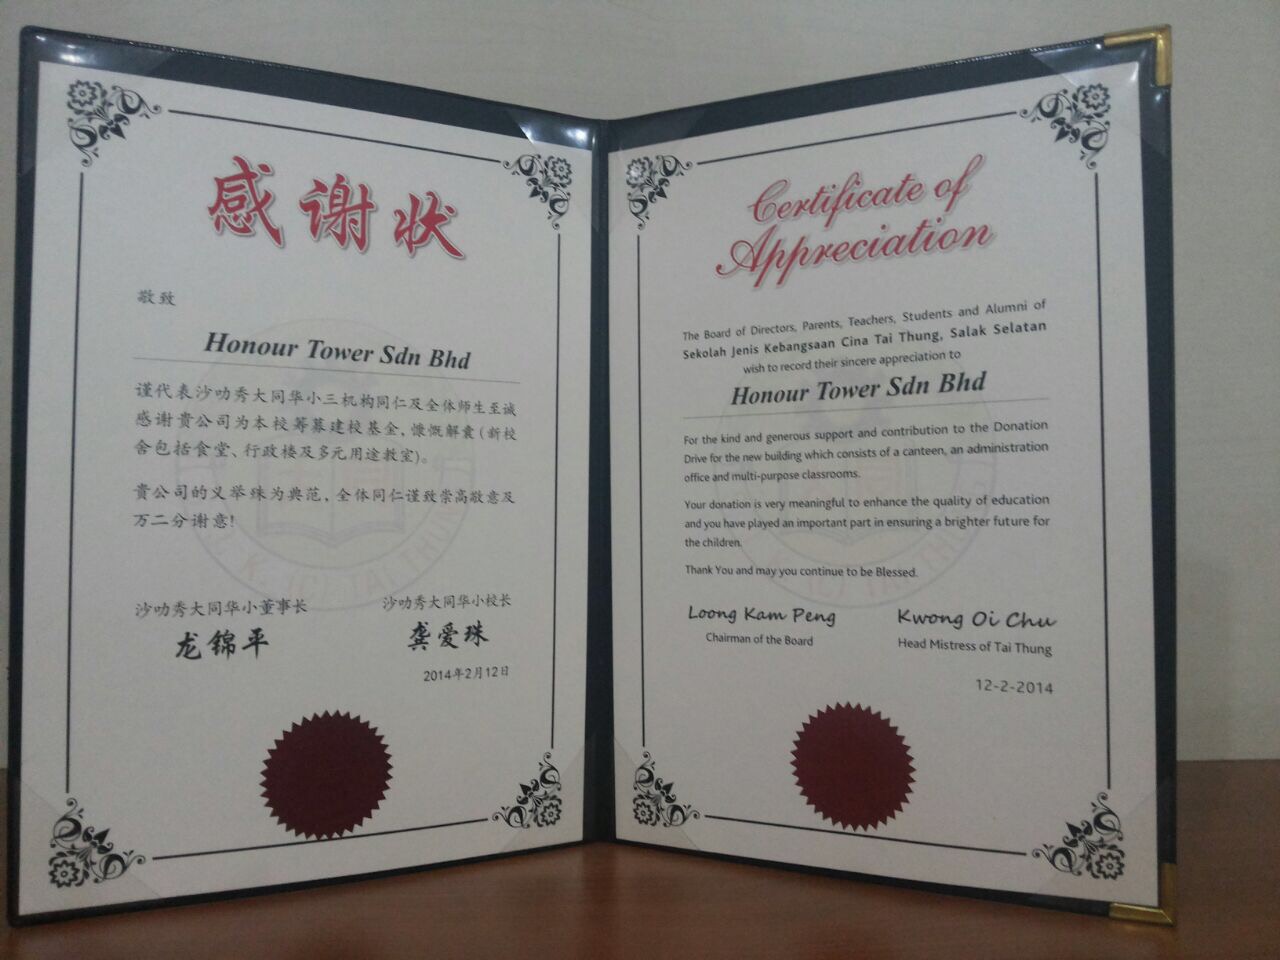 感谢状
敬致
Honour Tower Sdn Bhd
谨代表沙叻秀大同华小三机构同仁及全体师生至诚
感谢贵公司为本校筹募建校基金，慷慨解囊（新校
舍包括食堂、行政楼及多元用途教室）。
贵公司的义举殊为典范，全体同仁谨致崇高敬意及
万二分谢意！
沙叻秀大同华小董事长
龙锦平
沙叻秀大同华小校长
龚爱珠
2014年2月12日
Certificate of
Appreciation
The Board of Directors, Parents, Teachers, Students and Alumni of
Sekolah Jenis Kebangsaan Cina Tai Thung, Salak Selatan
wish to record their sincere appreciation to
Honour Tower Sdn Bhd
For the kind and generous support and contribution to the Donation
Drive for the new building which consists of a canteen, an administration
office and multi-purpose classrooms.
Your donation is very meaningful to enhance the quality of education
and you have played an important part in ensuring a brighter future for
the children.
Thank You and may you continue to be Blessed.
Loong Kam Peng
Chairman of the Board
Kwong Oi Chu
Head Mistress of Tai Thung
12-2-2014